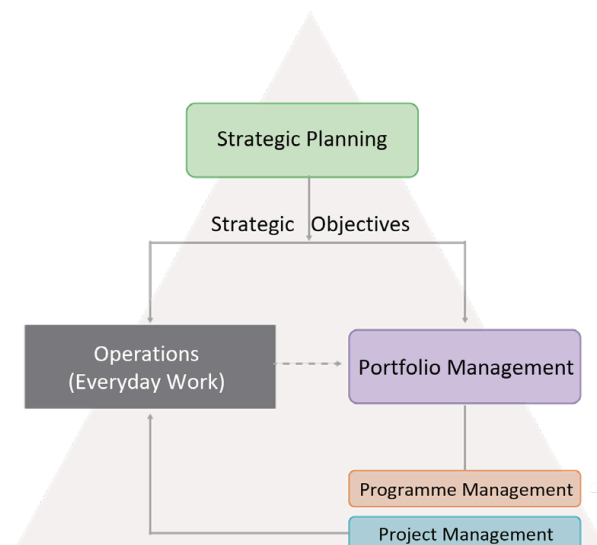 Strategic Planning
Strategic Objectives
Operations
(Everyday Work)
Portfolio Management
Programme Management
Project Management